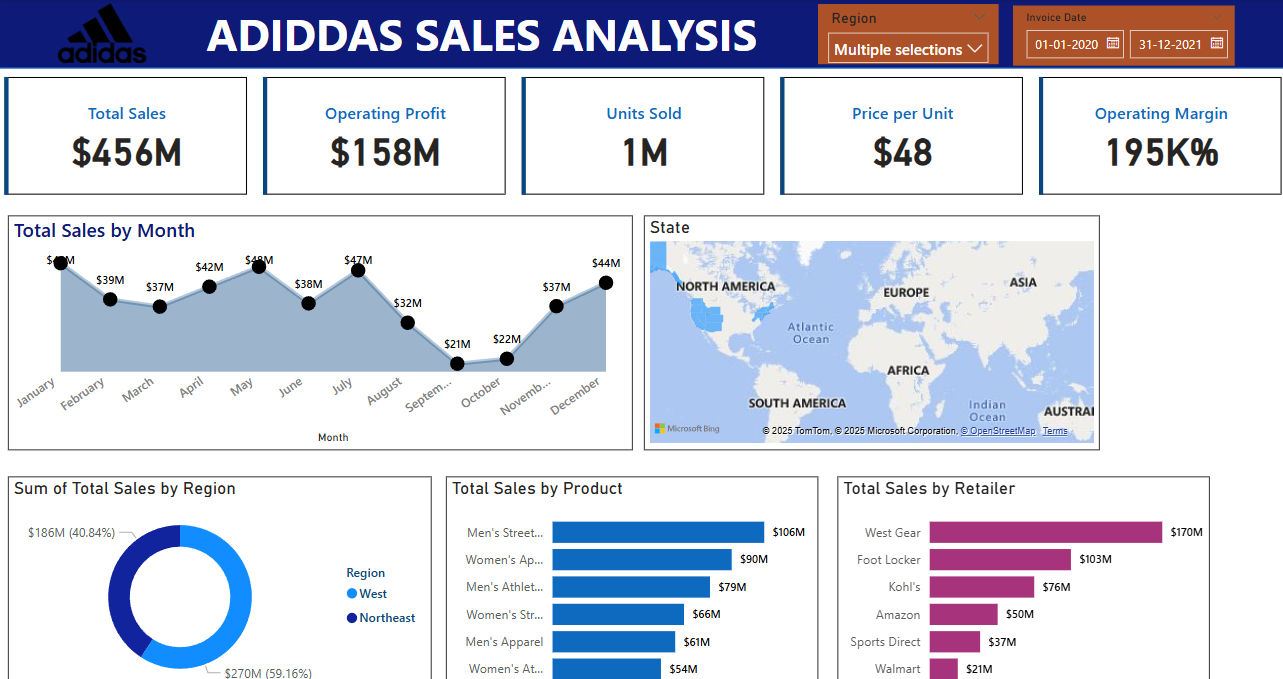 adidas
ADIDDAS SALES ANALYSIS
Region
Multiple selections
Invoice Date
01-01-2020
31-12-2021
Total Sales
$456M
Operating Profit
$158M
Units Sold
1M
Price per Unit
$48
Operating Margin
195K%
Total Sales by Month
$39M
$37M
$42M
$48M
$38M
$47M
$32M
$21M
$22M
$37M
$44M
January
February
March
April
May
June
July
August
Septem...
October
Novemb...
December
Month
State
NORTH AMERICA
EUROPE
ASIA
Atlantic
Ocean
AFRICA
SOUTH AMERICA
Indian
Ocean
AUSTRAL
Microsoft Bing
© 2025 TomTom, © 2025 Microsoft Corporation, © OpenStreetMap Terms
Sum of Total Sales by Region
$186M (40.84%)
$270M (59.16%)
Region
West
Northeast
Total Sales by Product
Men's Street... $106M
Women's Ap... $90M
Men's Athlet... $79M
Women's Str... $66M
Men's Apparel $61M
Women's At... $54M
Total Sales by Retailer
West Gear $170M
Foot Locker $103M
Kohl's $76M
Amazon $50M
Sports Direct $37M
Walmart $21M